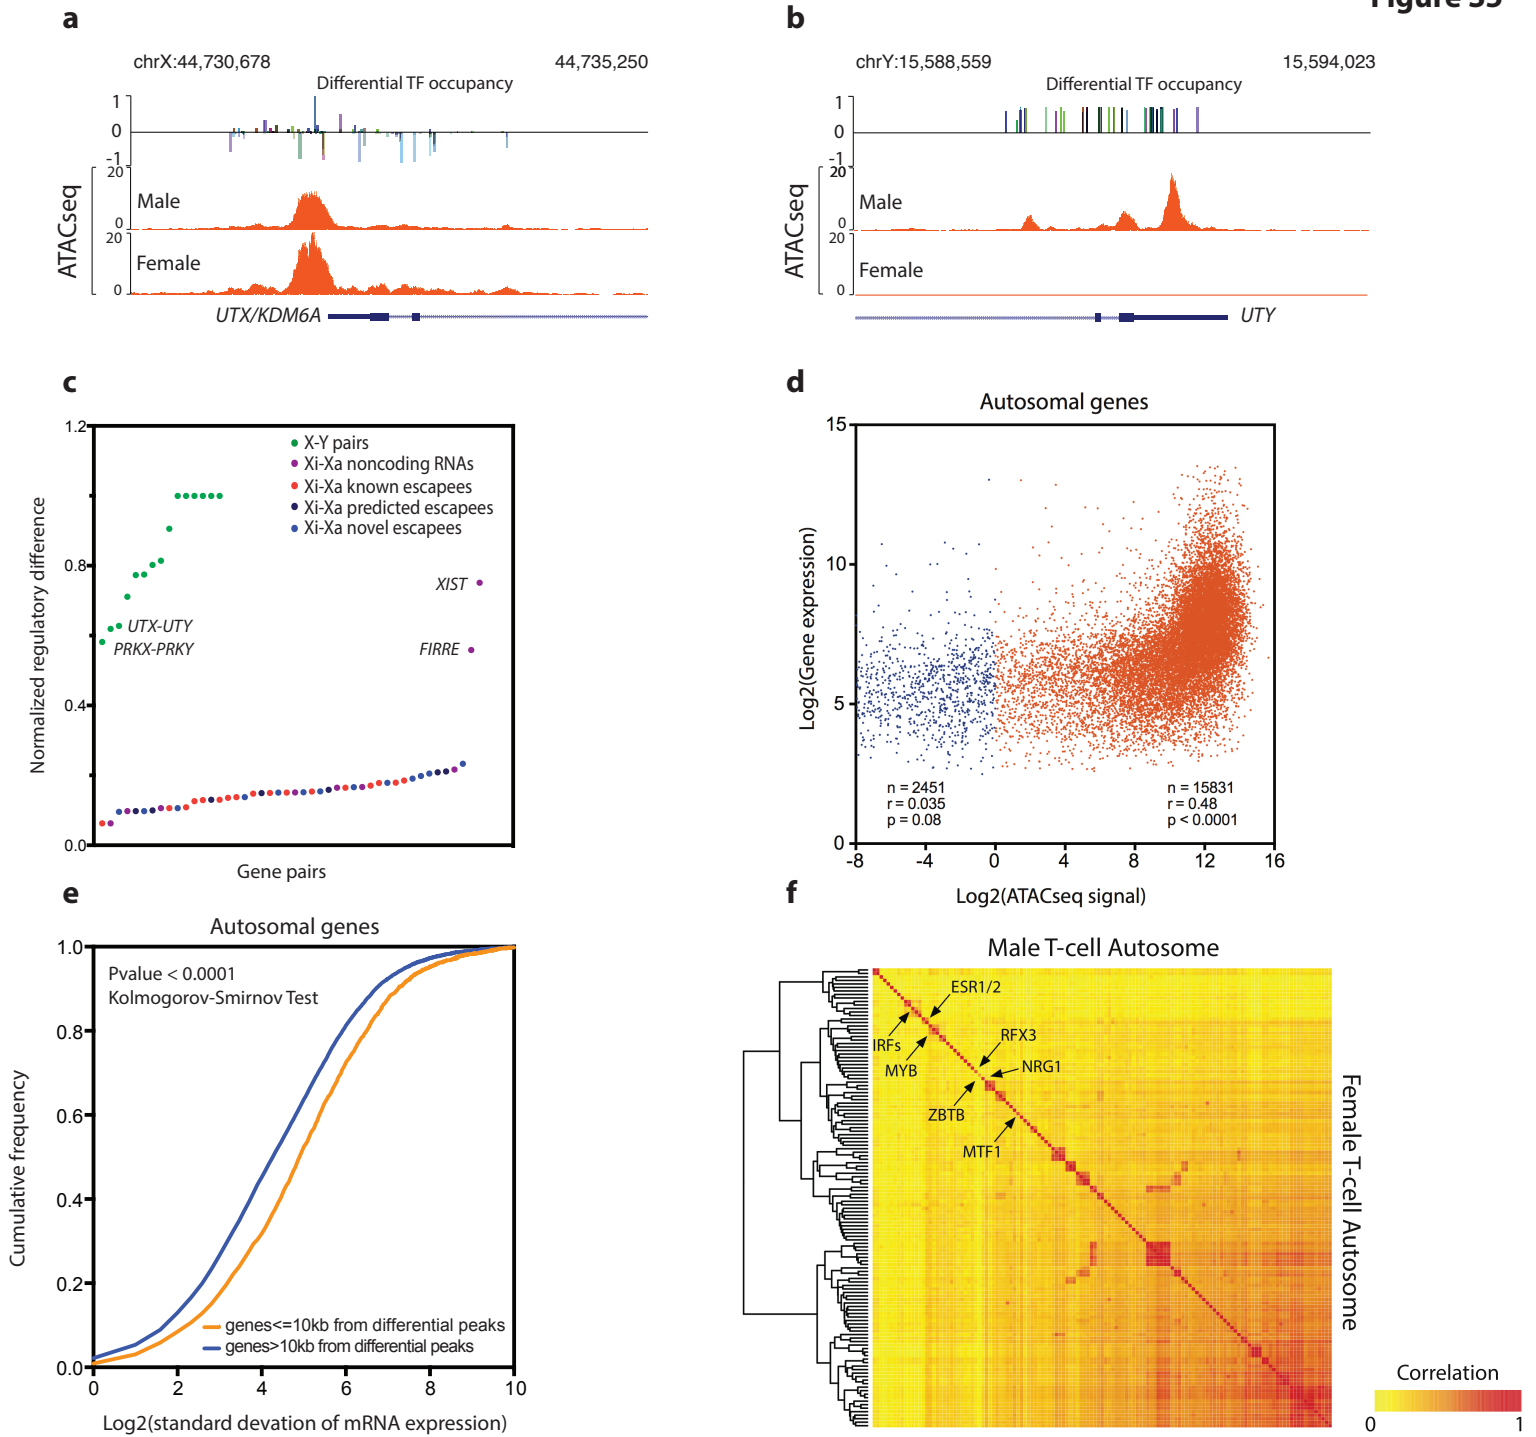 Figure S5
a
chrX:44,730,678
44,735,250
Differential TF occupancy
1
0
-1
ATACseq
20
Male
0
20
Female
0
UTX/KDM6A
b
chrY:15,588,559
15,594,023
Differential TF occupancy
1
0
-1
ATACseq
20
Male
0
20
Female
0
UTY
c
1.2
0.8
0.4
0.0
Normalized regulatory difference
X-Y pairs
Xi-Xa noncoding RNAs
Xi-Xa known escapees
Xi-Xa predicted escapees
Xi-Xa novel escapees
XIST
UTX-UTY
PRKX-PRKY
FIRRE
Gene pairs
d
Autosomal genes
15
10
5
0
Log2(Gene expression)
n = 2451
r = 0.035
p = 0.08
n = 15831
r = 0.48
p < 0.0001
-8 -4 0 4 8 12 16
Log2(ATACseq signal)
e
Autosomal genes
1.0
0.8
0.6
0.4
0.2
0.0
Cumulative frequency
Pvalue < 0.0001
Kolmogorov-Smirnov Test
genes<=10kb from differential peaks
genes>10kb from differential peaks
0 2 4 6 8 10
Log2(standard devation of mRNA expression)
f
Male T-cell Autosome
ESR1/2
IRFs
MYB
RFX3
NRG1
ZBTB
MTF1
Female T-cell Autosome
Correlation
0 1